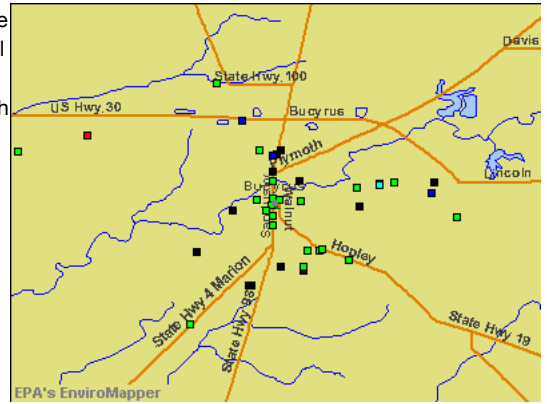 e
l
h
Davis
State Hwy. 100
US Hwy. 30
Bucyrus
Plymoth
Lincoln
Bucyrus
Walnut
Hopley
State Hwy 4 Marion
State Hwy 98
State Hwy 19
EPA's EnviroMapper